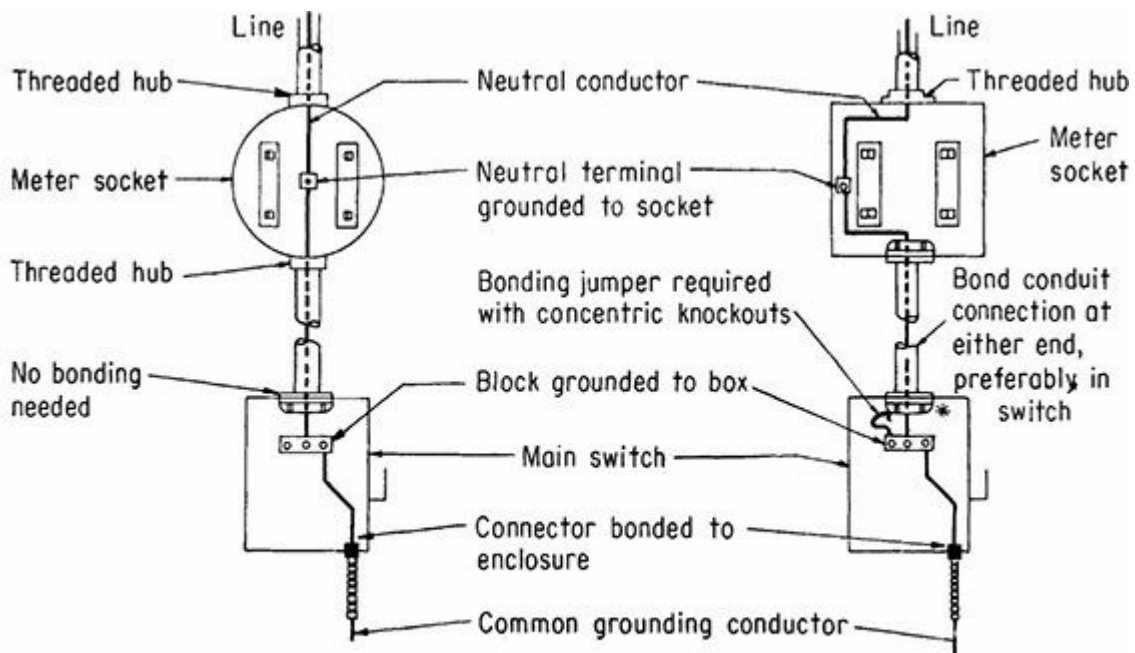 Line
Line
Threaded hub
Neutral conductor
Threaded hub
Meter socket
Neutral terminal
grounded to socket
Meter
socket
Threaded hub
Bonding jumper required
with concentric knockouts
Bond conduit
connection at
either end,
preferably in
switch
No bonding
needed
Block grounded to box
*
Main switch
Connector bonded to
enclosure
Common grounding conductor